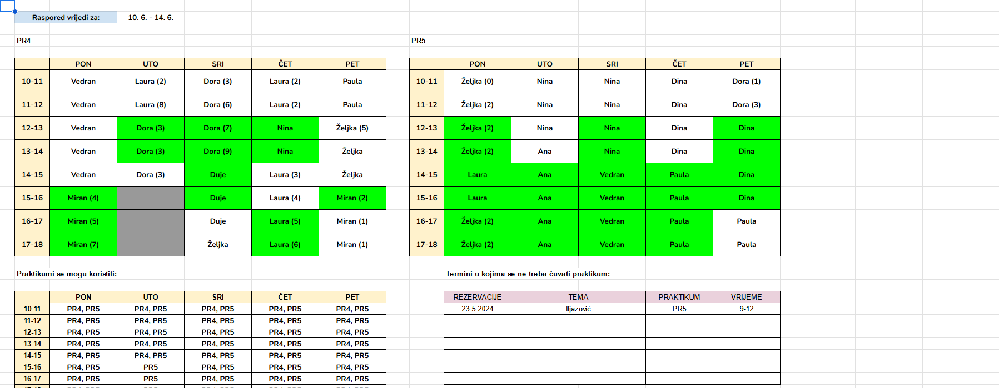 Raspored vrijedi za: 10. 6. - 14. 6.
PR4 PR5
PON UTO SRI ČET PET PON UTO SRI ČET PET
10-11 Vedran Laura (2) Dora (3) Laura (2) Paula 10-11 Željka (0) Nina Nina Dina Dora (1)
11-12 Vedran Laura (8) Dora (6) Laura (2) Paula 11-12 Željka (2) Nina Nina Dina Dora (3)
12-13 Vedran Dora (3) Dora (7) Nina Željka (5) 12-13 Željka (2) Nina Nina Dina Dina
13-14 Vedran Dora (3) Dora (9) Nina Željka 13-14 Željka (2) Ana Nina Dina Dina
14-15 Vedran Dora (3) Duje Laura (3) Željka 14-15 Laura Ana Vedran Paula Dina
15-16 Miran (4) Duje Laura (4) Miran (2) 15-16 Laura Ana Vedran Paula Dina
16-17 Miran (5) Duje Laura (5) Miran (1) 16-17 Željka (2) Ana Vedran Paula Paula
17-18 Miran (7) Željka Laura (6) Miran (1) 17-18 Željka (2) Ana Vedran Paula Paula
Praktikumi se mogu koristiti: Termini u kojima se ne treba čuvati praktikum:
PON UTO SRI ČET PET REZERVACIJE TEMA PRAKTIKUM VRIJEME
10-11 PR4, PR5 PR4, PR5 PR4, PR5 PR4, PR5 PR4, PR5 23.5.2024 Iljazović PR5 9-12
11-12 PR4, PR5 PR4, PR5 PR4, PR5 PR4, PR5 PR4, PR5
12-13 PR4, PR5 PR4, PR5 PR4, PR5 PR4, PR5 PR4, PR5
13-14 PR4, PR5 PR4, PR5 PR4, PR5 PR4, PR5 PR4, PR5
14-15 PR4, PR5 PR4, PR5 PR4, PR5 PR4, PR5 PR4, PR5
15-16 PR4, PR5 PR5 PR4, PR5 PR4, PR5 PR4, PR5
16-17 PR4, PR5 PR5 PR4, PR5 PR4, PR5 PR4, PR5